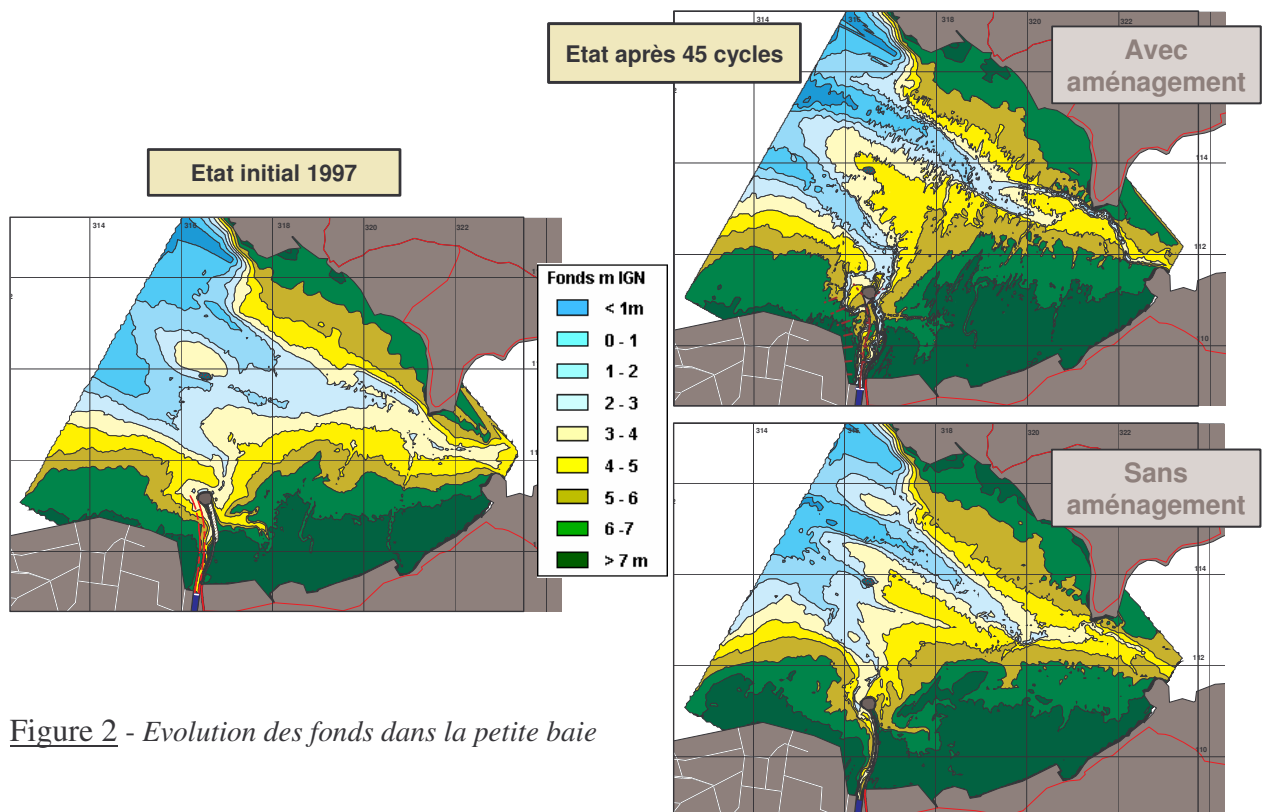 Etat après 45 cycles
Avec
aménagement
314
316
318
320
322
114
112
110
Etat initial 1997
314
316
318
320
322
Fonds m IGN
< 1m
0 - 1
1 - 2
2 - 3
3 - 4
4 - 5
5 - 6
6 -7
> 7 m
Sans
aménagement
314
318
320
322
114
112
110
Figure 2 - Evolution des fonds dans la petite baie